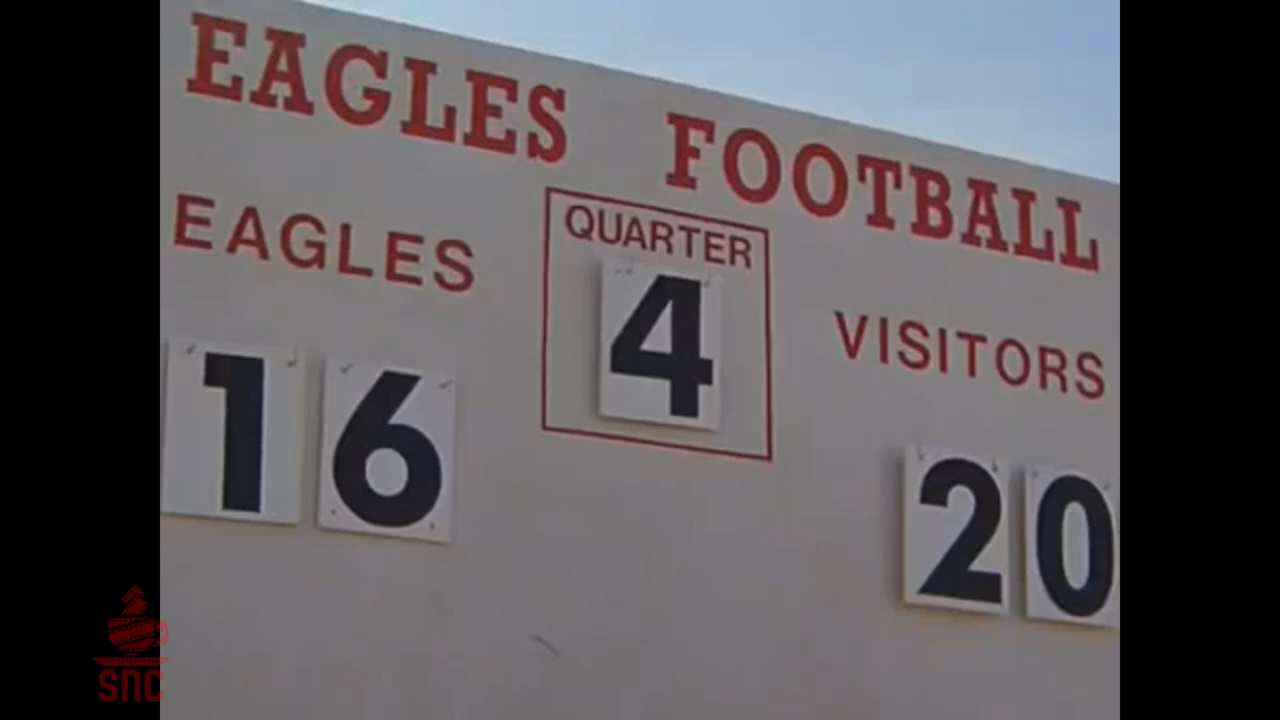 EAGLES FOOTBALL
EAGLES
QUARTER
4
VISITORS
16
20
SNC